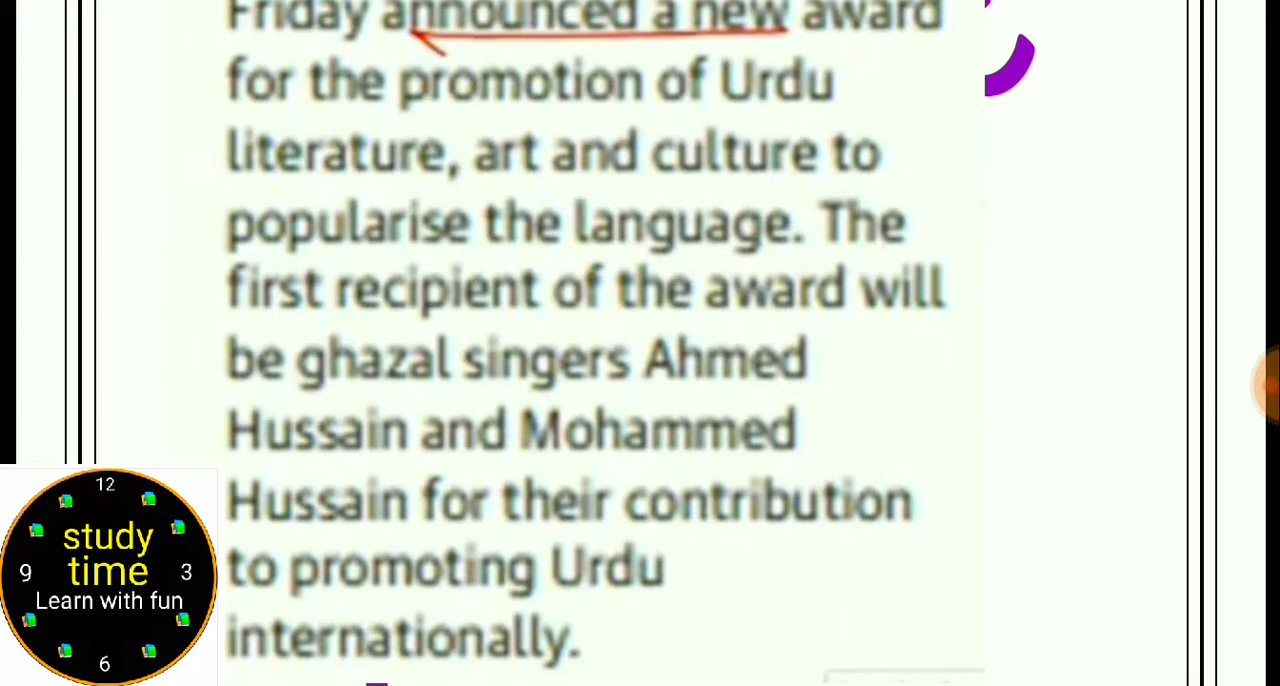 Friday announced a new award
for the promotion of Urdu
literature, art and culture to
popularise the language. The
first recipient of the award will
be ghazal singers Ahmed
Hussain and Mohammed
Hussain for their contribution
to promoting Urdu
internationally.
12
study
9 time 3
Learn with fun
6